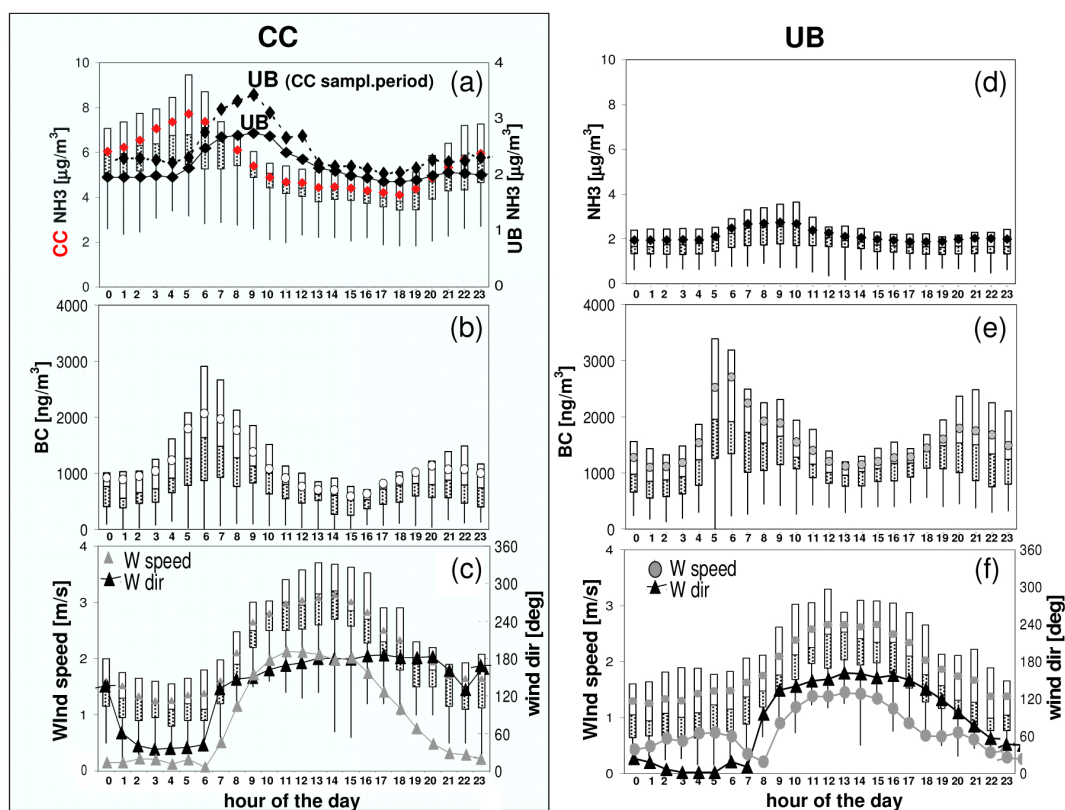 CC
(a)
UB (CC sampl.period)
UB
CC NH3 [µg/m³]
UB NH3 [µg/m³]
10
8
6
4
2
0
4
3
2
1
0
0 1 2 3 4 5 6 7 8 9 10 11 12 13 14 15 16 17 18 19 20 21 22 23
(b)
BC [ng/m³]
4000
3000
2000
1000
0
0 1 2 3 4 5 6 7 8 9 10 11 12 13 14 15 16 17 18 19 20 21 22 23
(c)
W speed
W dir
WInd speed [m/s]
wind dir [deg]
4
3
2
1
0
360
300
240
180
120
60
0
0 1 2 3 4 5 6 7 8 9 10 11 12 13 14 15 16 17 18 19 20 21 22 23
hour of the day
UB
(d)
NH3 [µg/m³]
10
8
6
4
2
0
0 1 2 3 4 5 6 7 8 9 10 11 12 13 14 15 16 17 18 19 20 21 22 23
(e)
BC [ng/m³]
4000
3000
2000
1000
0
0 1 2 3 4 5 6 7 8 9 10 11 12 13 14 15 16 17 18 19 20 21 22 23
(f)
W speed
W dir
WInd speed [m/s]
wind dir [deg]
4
3
2
1
0
360
300
240
180
120
60
0
0 1 2 3 4 5 6 7 8 9 10 11 12 13 14 15 16 17 18 19 20 21 22 23
hour of the day